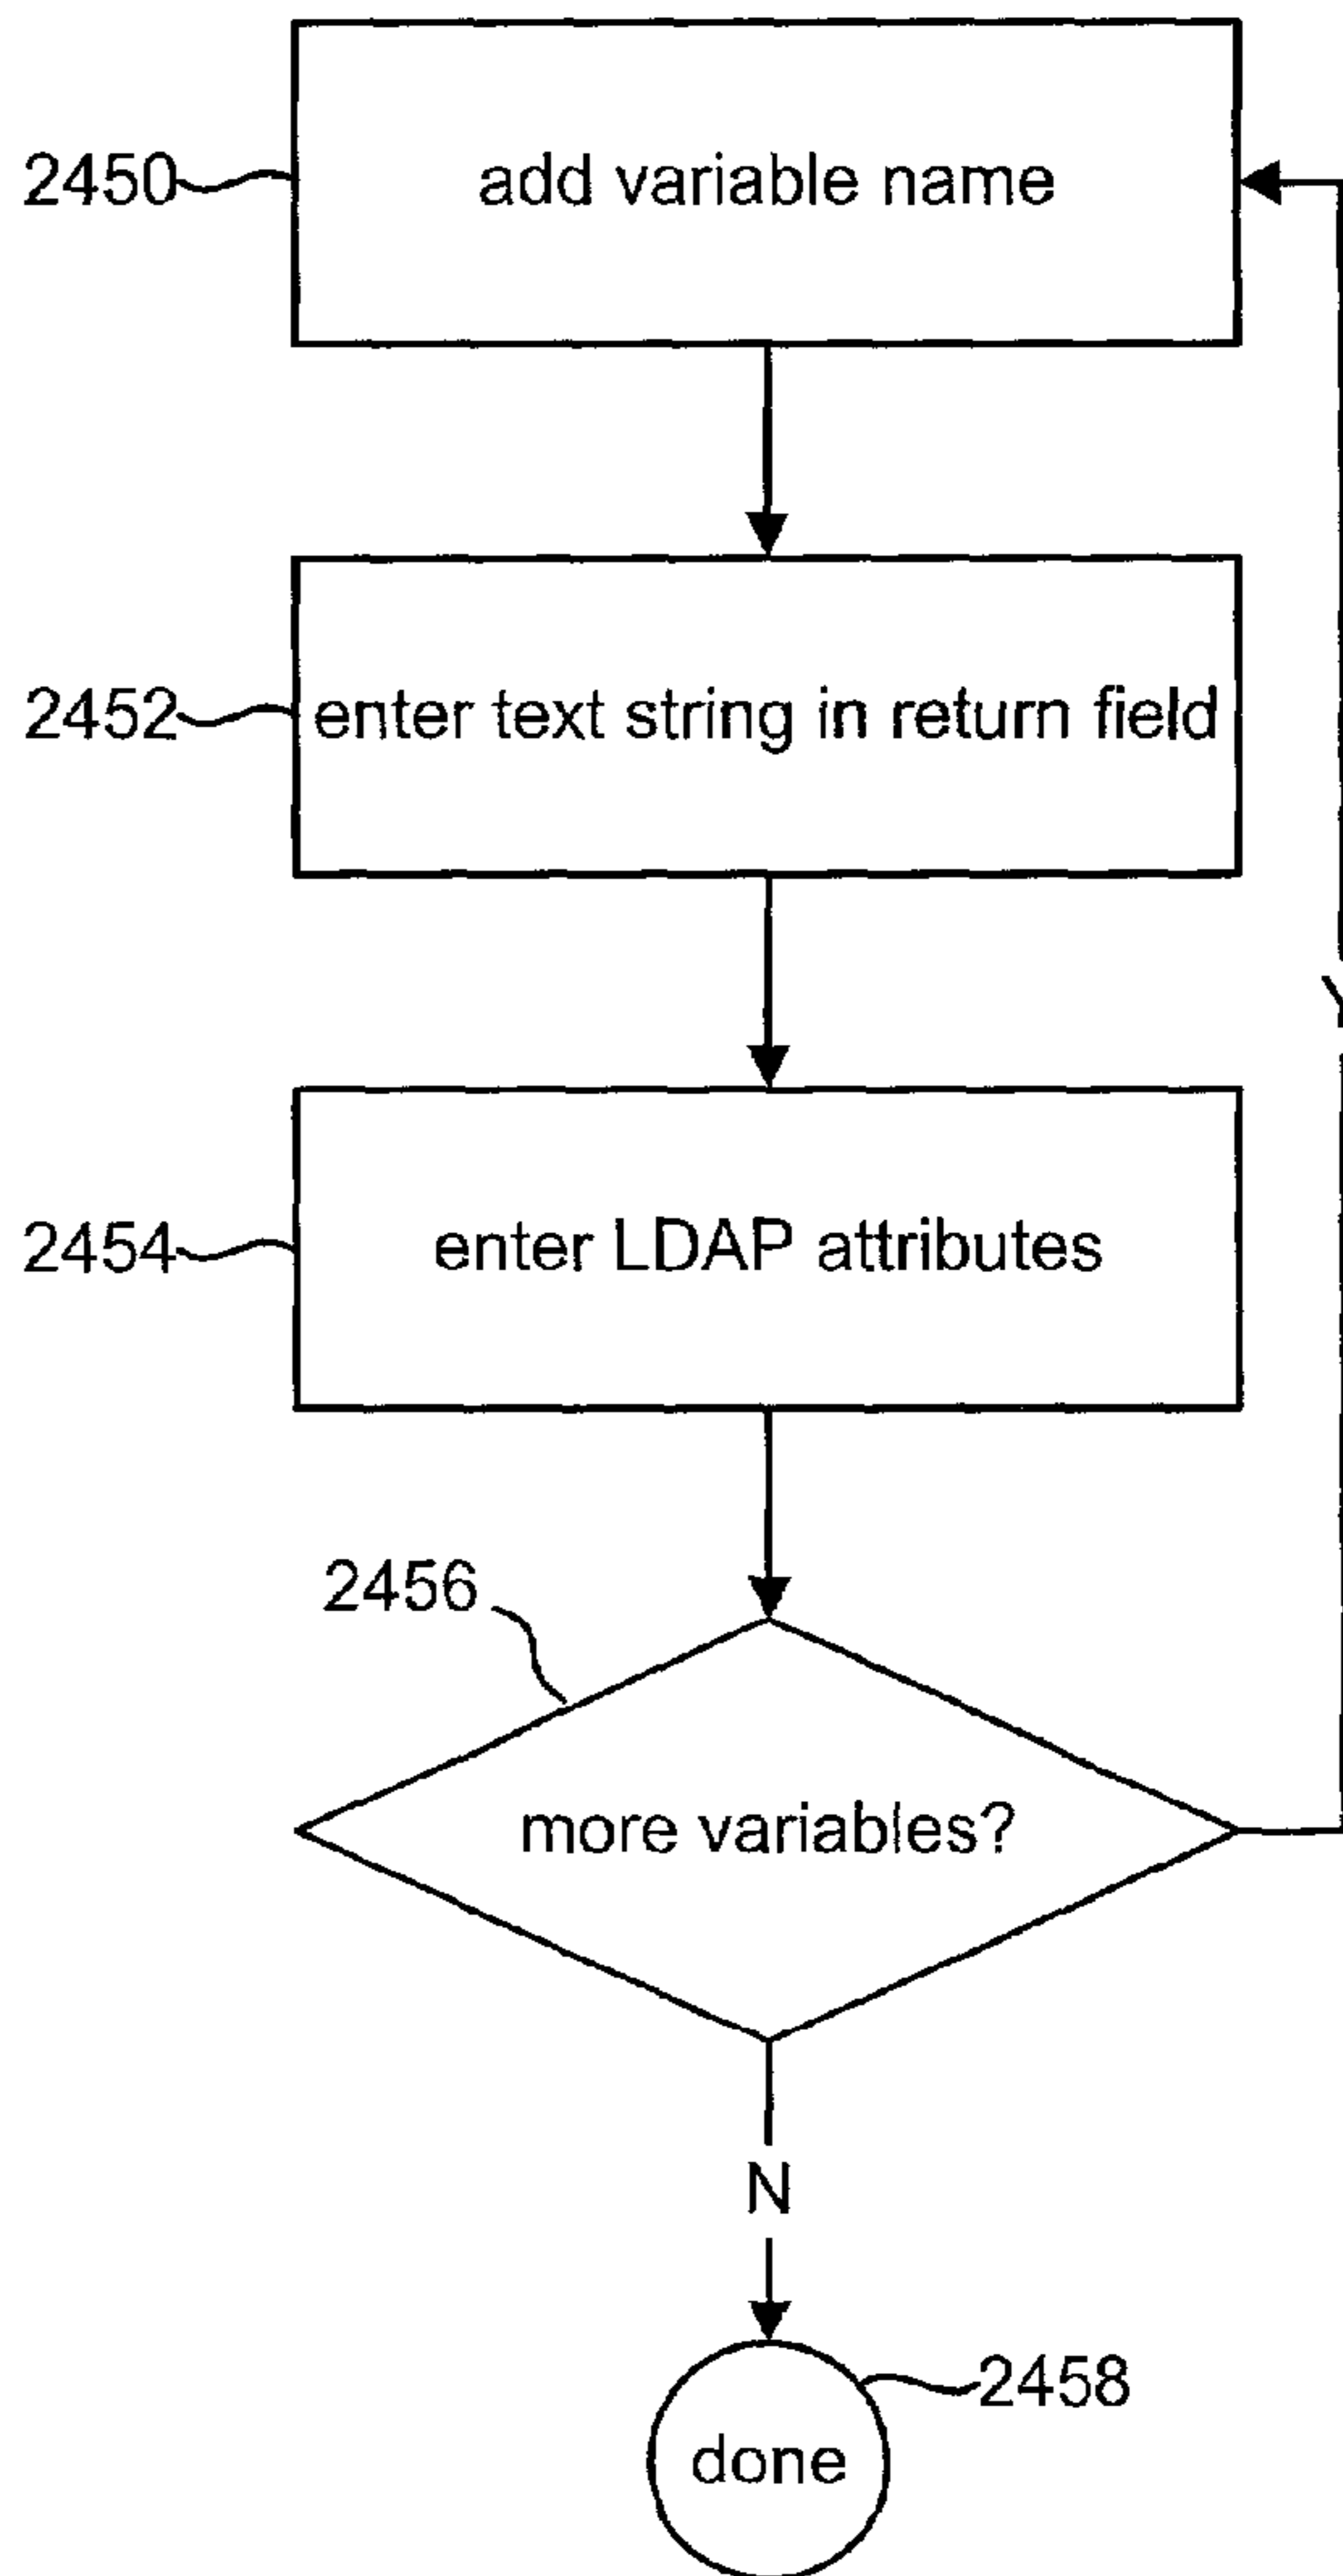 2450
add variable name
2452
enter text string in return field
2454
enter LDAP attributes
2456
more variables?
N
2458
done